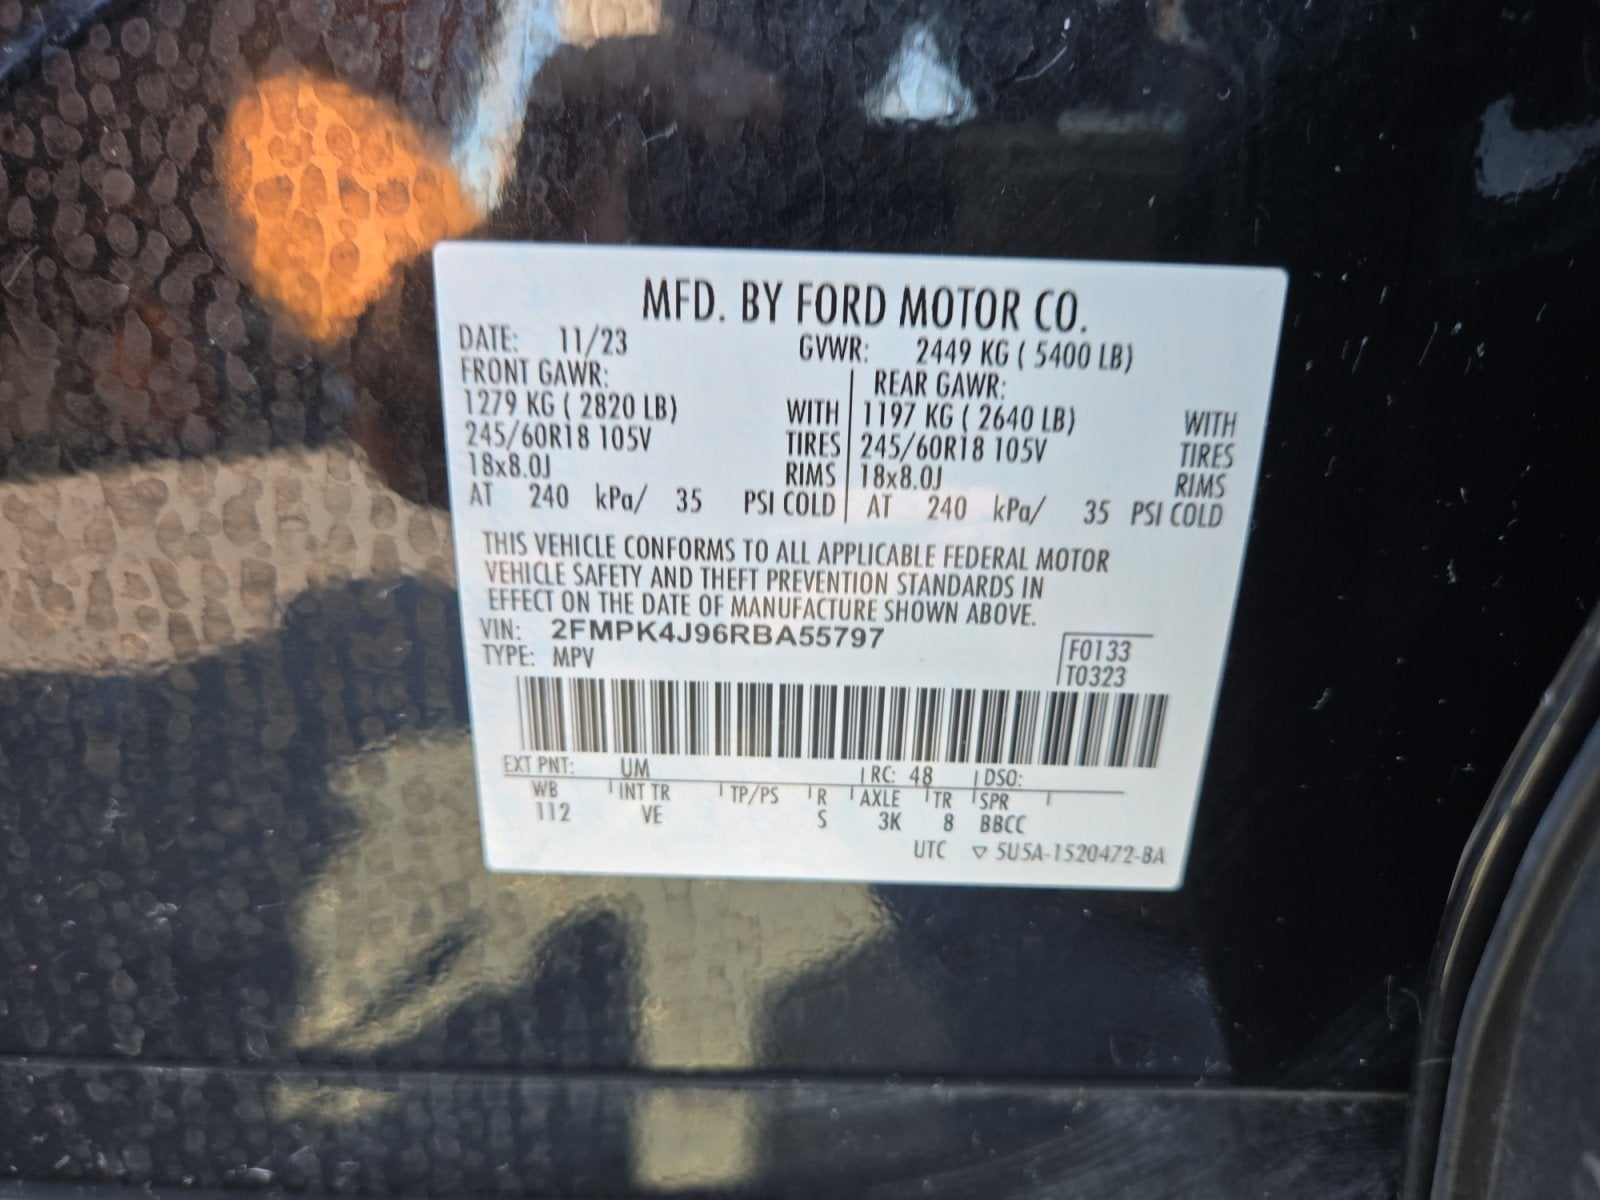 MFD. BY FORD MOTOR CO.
DATE: 11/23 GVWR: 2449 KG ( 5400 LB)
FRONT GAWR: REAR GAWR:
1279 KG ( 2820 LB) WITH 1197 KG ( 2640 LB) WITH
245/60R18 105V TIRES 245/60R18 105V TIRES
18x8.0J RIMS 18x8.0J RIMS
AT 240 kPa/ 35 PSI COLD AT 240 kPa/ 35 PSI COLD
THIS VEHICLE CONFORMS TO ALL APPLICABLE FEDERAL MOTOR
VEHICLE SAFETY AND THEFT PREVENTION STANDARDS IN
EFFECT ON THE DATE OF MANUFACTURE SHOWN ABOVE.
VIN: 2FMPK4J96RBA55797
TYPE: MPV
F0133
T0323
EXT PNT: UM RC: 48 DSO:
WB INT TR TP/PS R AXLE TR SPR
112 VE S 3K 8 BBCC
UTC ▽ 5U5A-1520472-BA